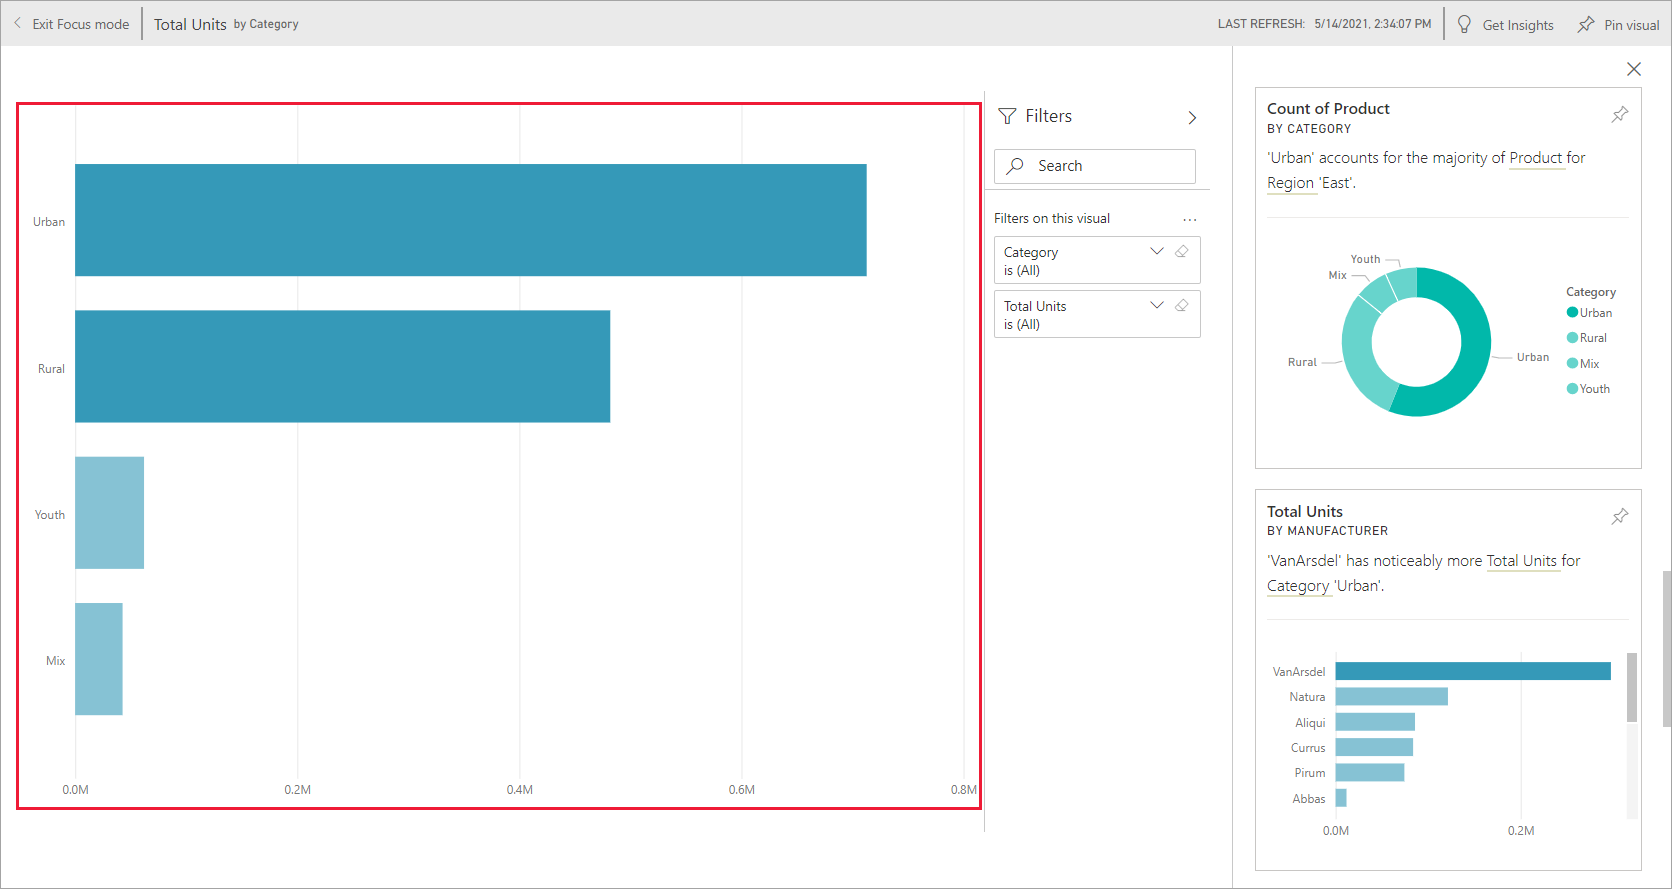 Exit Focus mode
Total Units by Category
LAST REFRESH: 5/14/2021, 2:34:07 PM
Get Insights
Pin visual
Urban
Rural
Youth
Mix
0.0M
0.2M
0.4M
0.6M
0.8M
Filters
Search
Filters on this visual
...
Category
is (All)
Total Units
is (All)
Count of Product
BY CATEGORY
'Urban' accounts for the majority of Product for
Region 'East'.
Youth
Mix
Rural
Urban
Category
Urban
Rural
Mix
Youth
Total Units
BY MANUFACTURER
'VanArsdel' has noticeably more Total Units for
Category 'Urban'.
VanArsdel
Natura
Aliqui
Currus
Pirum
Abbas
0.0M
0.2M